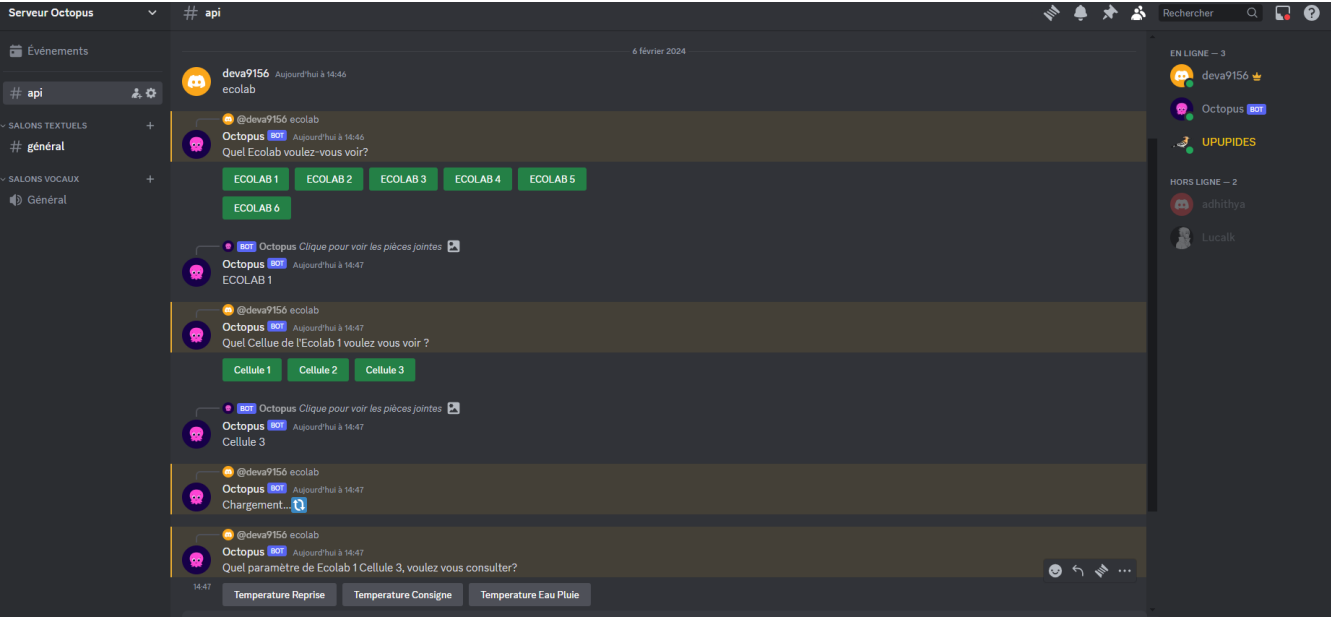 Serveur Octopus
Événements
# api
SALONS TEXTUELS
# général
SALONS VOCAUX
Général
# api
Rechercher
6 février 2024
deva9156 Aujourd'hui à 14:46
ecolab
@deva9156 ecolab
Octopus BOT Aujourd'hui à 14:46
Quel Ecolab voulez-vous voir?
ECOLAB 1 ECOLAB 2 ECOLAB 3 ECOLAB 4 ECOLAB 5
ECOLAB 6
BOT Octopus Clique pour voir les pièces jointes
Octopus BOT Aujourd'hui à 14:47
ECOLAB 1
@deva9156 ecolab
Octopus BOT Aujourd'hui à 14:47
Quel Cellue de l'Ecolab 1 voulez vous voir ?
Cellule 1 Cellule 2 Cellule 3
BOT Octopus Clique pour voir les pièces jointes
Octopus BOT Aujourd'hui à 14:47
Cellule 3
@deva9156 ecolab
Octopus BOT Aujourd'hui à 14:47
Chargement...
@deva9156 ecolab
Octopus BOT Aujourd'hui à 14:47
Quel paramètre de Ecolab 1 Cellule 3, voulez vous consulter?
14:47
Temperature Reprise Temperature Consigne Temperature Eau Pluie
EN LIGNE — 3
deva9156
Octopus BOT
UPUPIDES
HORS LIGNE — 2
adhithya
Lucalk